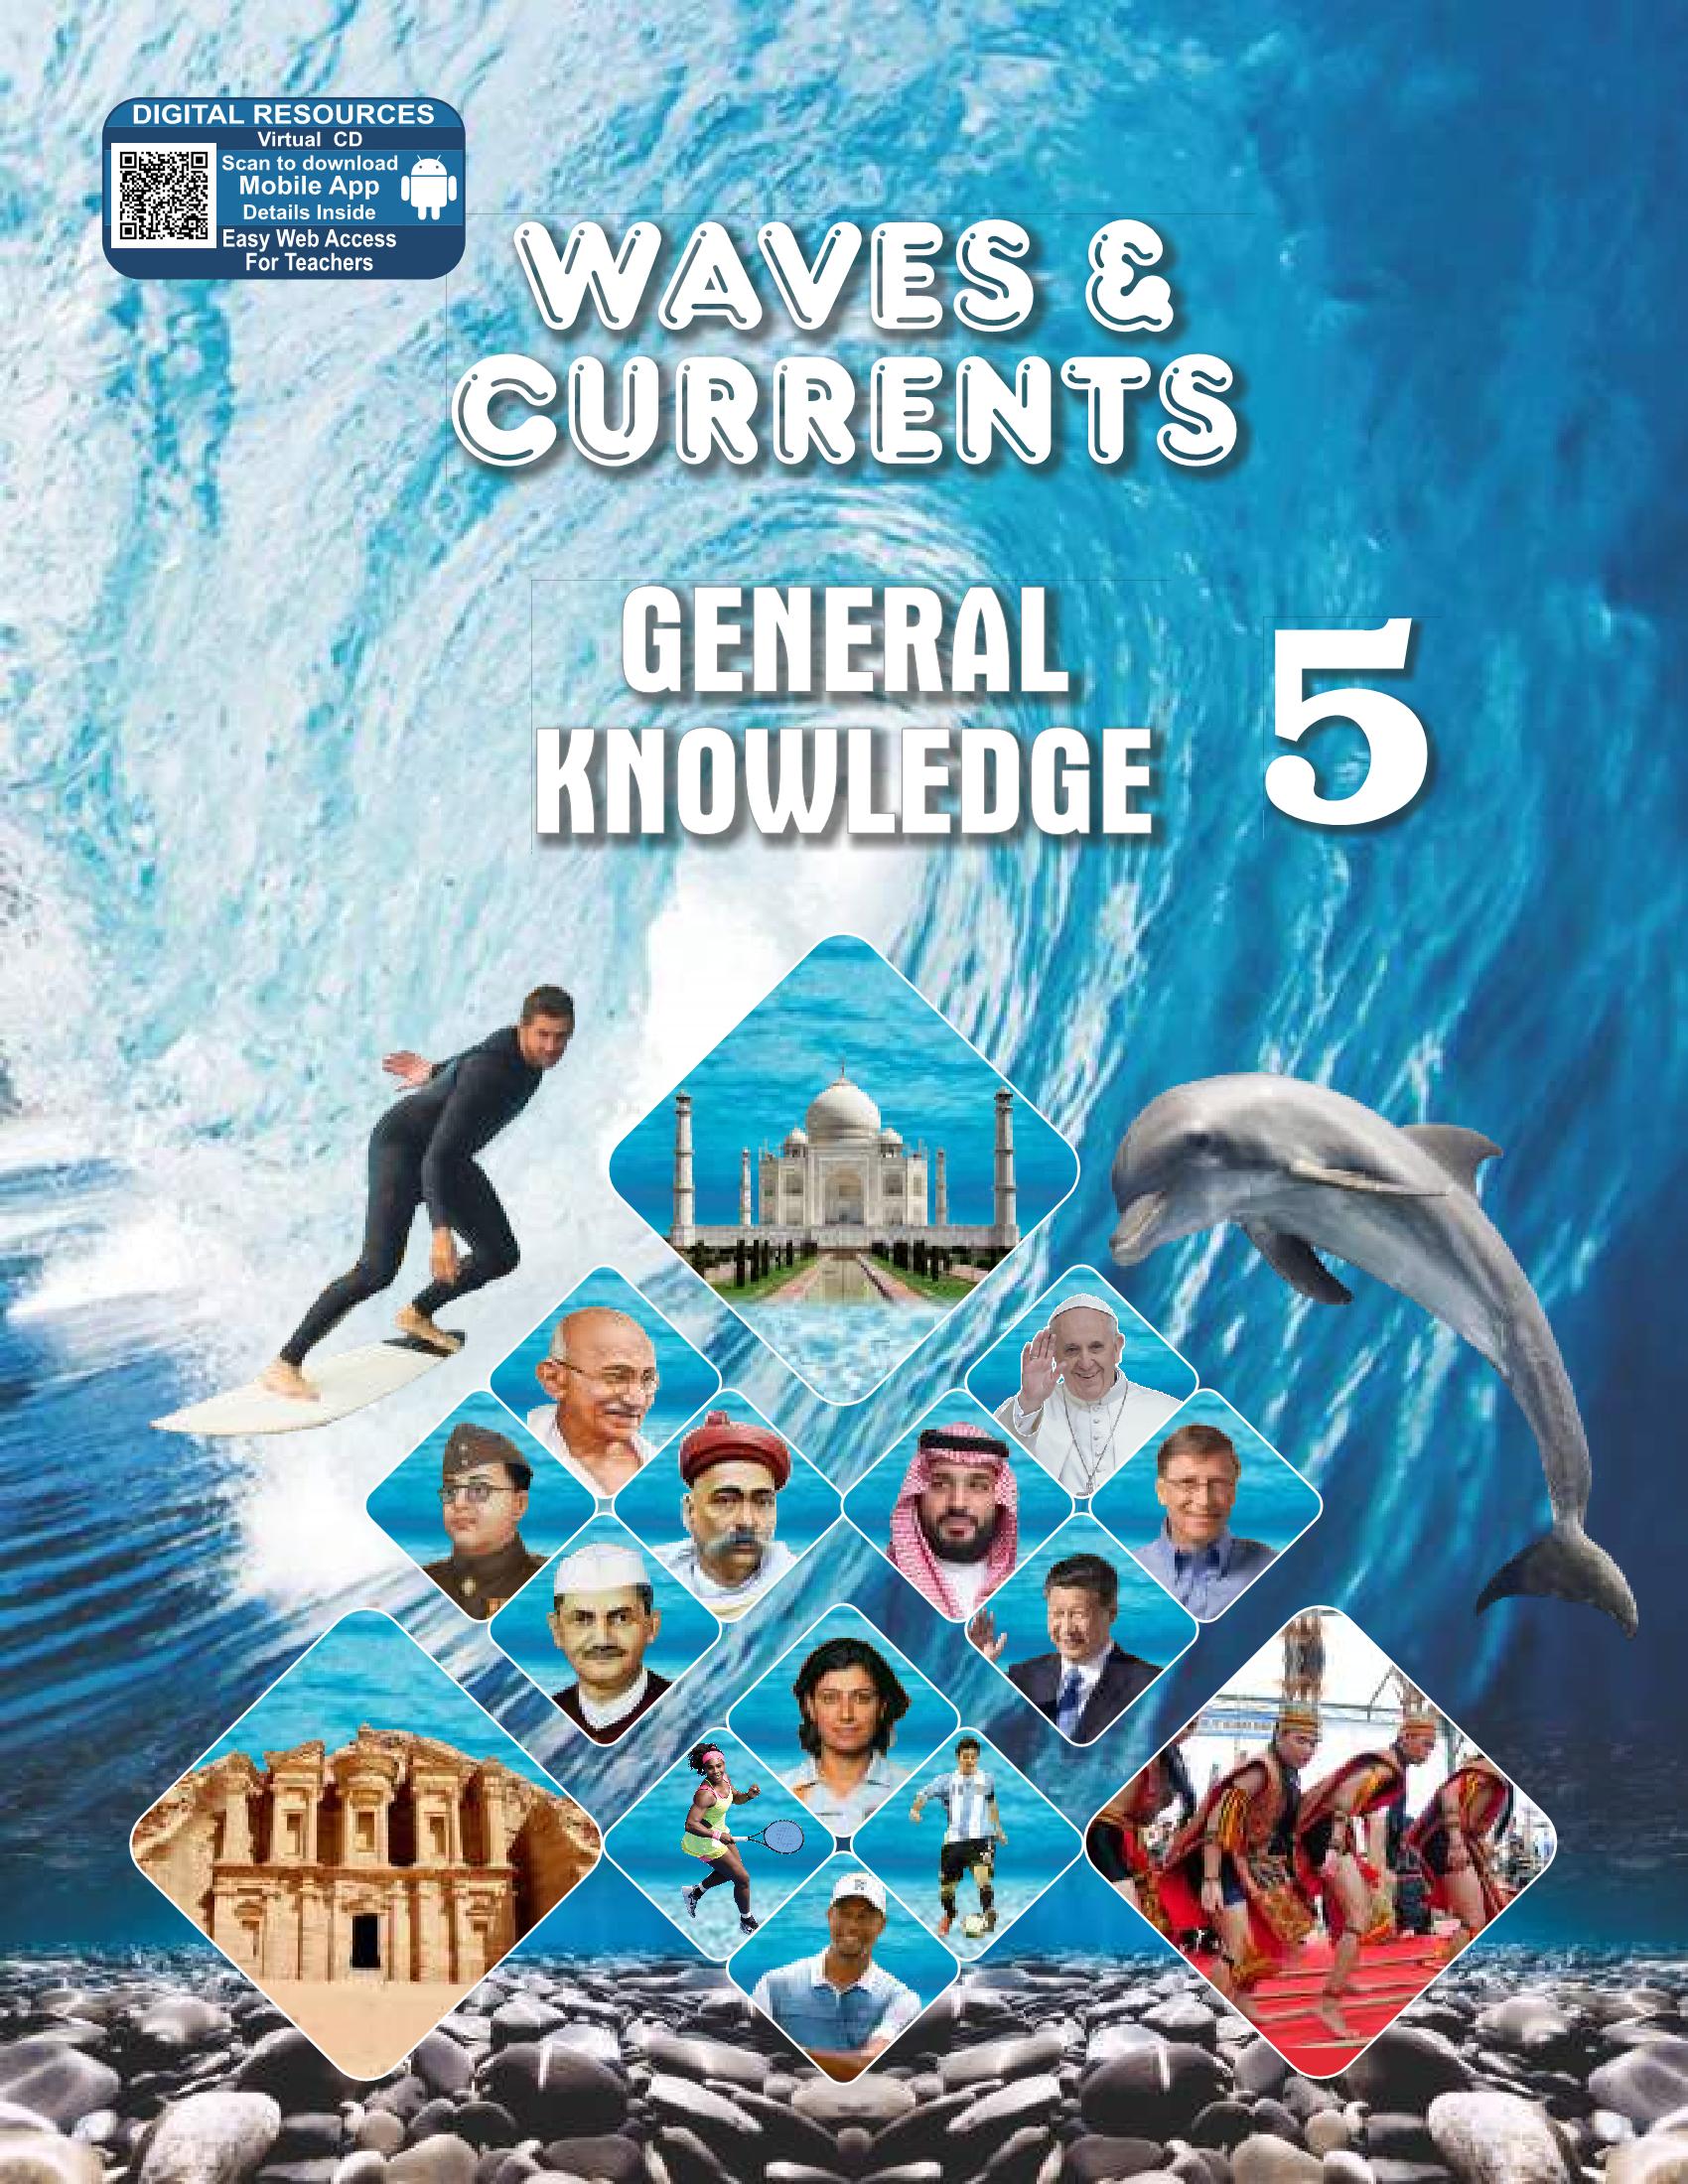 DIGITAL RESOURCES
Virtual CD
Scan to download
Mobile App
Details Inside
Easy Web Access
For Teachers
WAVES &
CURRENTS
GENERAL
KNOWLEDGE
5